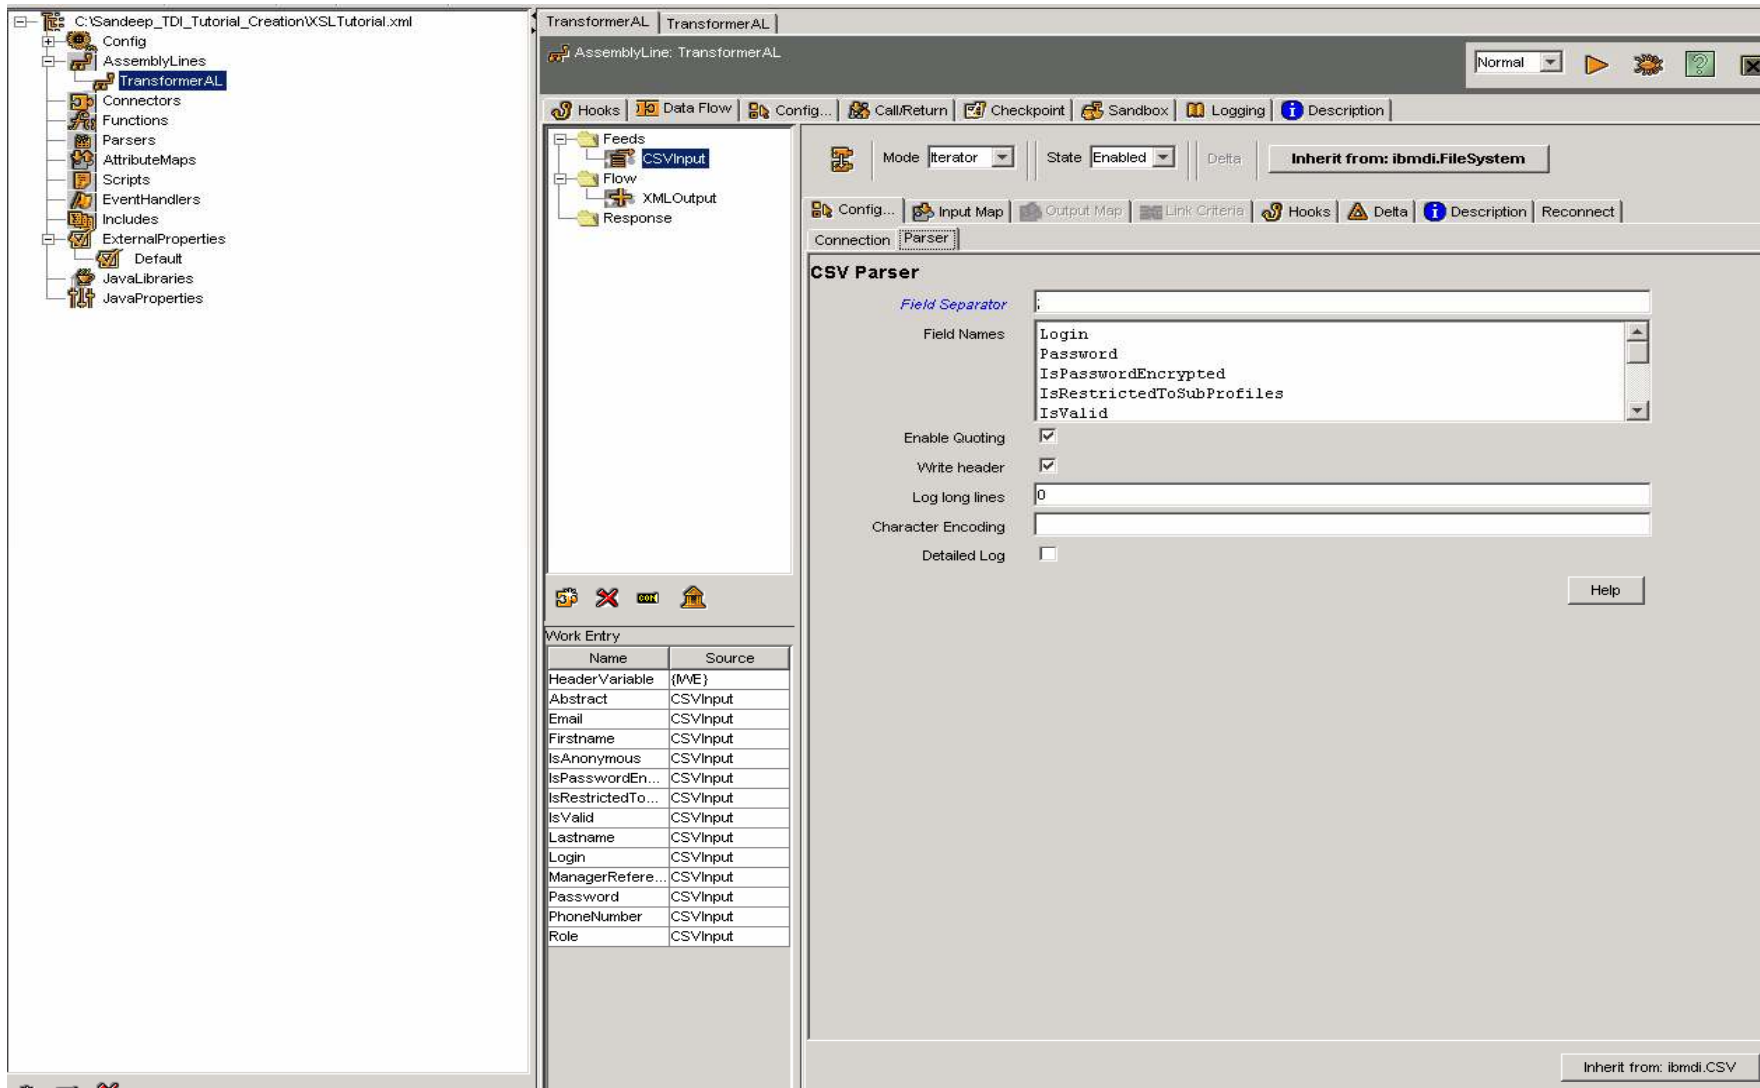 C:\Sandeep_TDI_Tutorial_Creation\XSLTutorial.xml
Config
AssemblyLines
TransformerAL
Connectors
Functions
Parsers
AttributeMaps
Scripts
EventHandlers
Includes
ExternalProperties
Default
JavaLibraries
JavaProperties
TransformerAL TransformerAL
AssemblyLine: TransformerAL
Normal
Hooks Data Flow Config... Call/Return Checkpoint Sandbox Logging Description
Feeds
CSVInput
Flow
XMLOutput
Response
Mode Iterator State Enabled Delta Inherit from: ibmdi.FileSystem
Config... Input Map Output Map Link Criteria Hooks Delta Description Reconnect
Connection Parser
CSV Parser
Field Separator ;
Field Names Login
Password
IsPasswordEncrypted
IsRestrictedToSubProfiles
IsValid
Enable Quoting
Write header
Log long lines 0
Character Encoding
Detailed Log
Help
Work Entry
Name Source
HeaderVariable {IWE}
Abstract CSVInput
Email CSVInput
Firstname CSVInput
IsAnonymous CSVInput
IsPasswordEn... CSVInput
IsRestrictedTo... CSVInput
IsValid CSVInput
Lastname CSVInput
Login CSVInput
ManagerRefere... CSVInput
Password CSVInput
PhoneNumber CSVInput
Role CSVInput
Inherit from: ibmdi.CSV